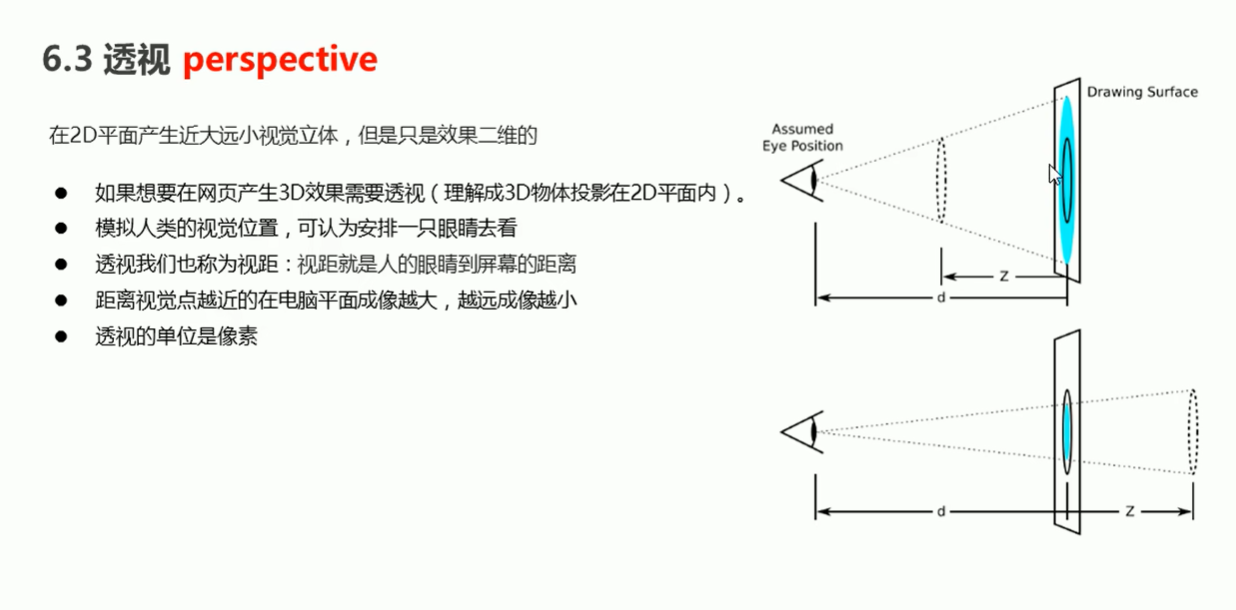 6.3 透视 perspective
在2D平面产生近大远小视觉立体，但是只是效果二维的
● 如果想要在网页产生3D效果需要透视（理解成3D物体投影在2D平面内）。
● 模拟人类的视觉位置，可认为安排一只眼睛去看
● 透视我们也称为视距：视距就是人的眼睛到屏幕的距离
● 距离视觉点越近的在电脑平面成像越大，越远成像越小
● 透视的单位是像素
Drawing Surface
Assumed
Eye Position
Z
d
d
Z